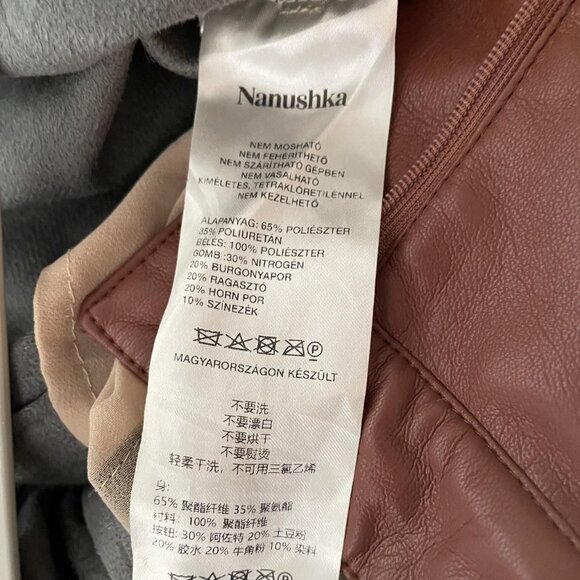 Nanushka
NEM MOSHATÓ
NEM FEHÉRÍTHETŐ
NEM SZÁRÍTHATÓ GÉPBEN
NEM VASALHATÓ
KIMÉLETES, TETRAKLÓRETILÉNNEL
NEM KEZELHETŐ
ALAPANYAG: 65% POLIÉSZTER
35% POLIURETÁN
BÉLÉS: 100% POLIÉSZTER
GOMB :30% NITROGÉN
20% BURGONYAPOR
20% RAGASZTÓ
20% HORN POR
10% SZÍNEZÉK
P
MAGYARORSZÁGON KÉSZÜLT
不要洗
不要漂白
不要烘干
不要熨烫
轻柔干洗，不可用三氯乙烯
身:
65% 聚酯纤维 35% 聚氨酯
衬料: 100% 聚酯纤维
按钮: 30% 阿佐特 20% 土豆粉
20% 胶水 20% 牛角粉 10% 染料